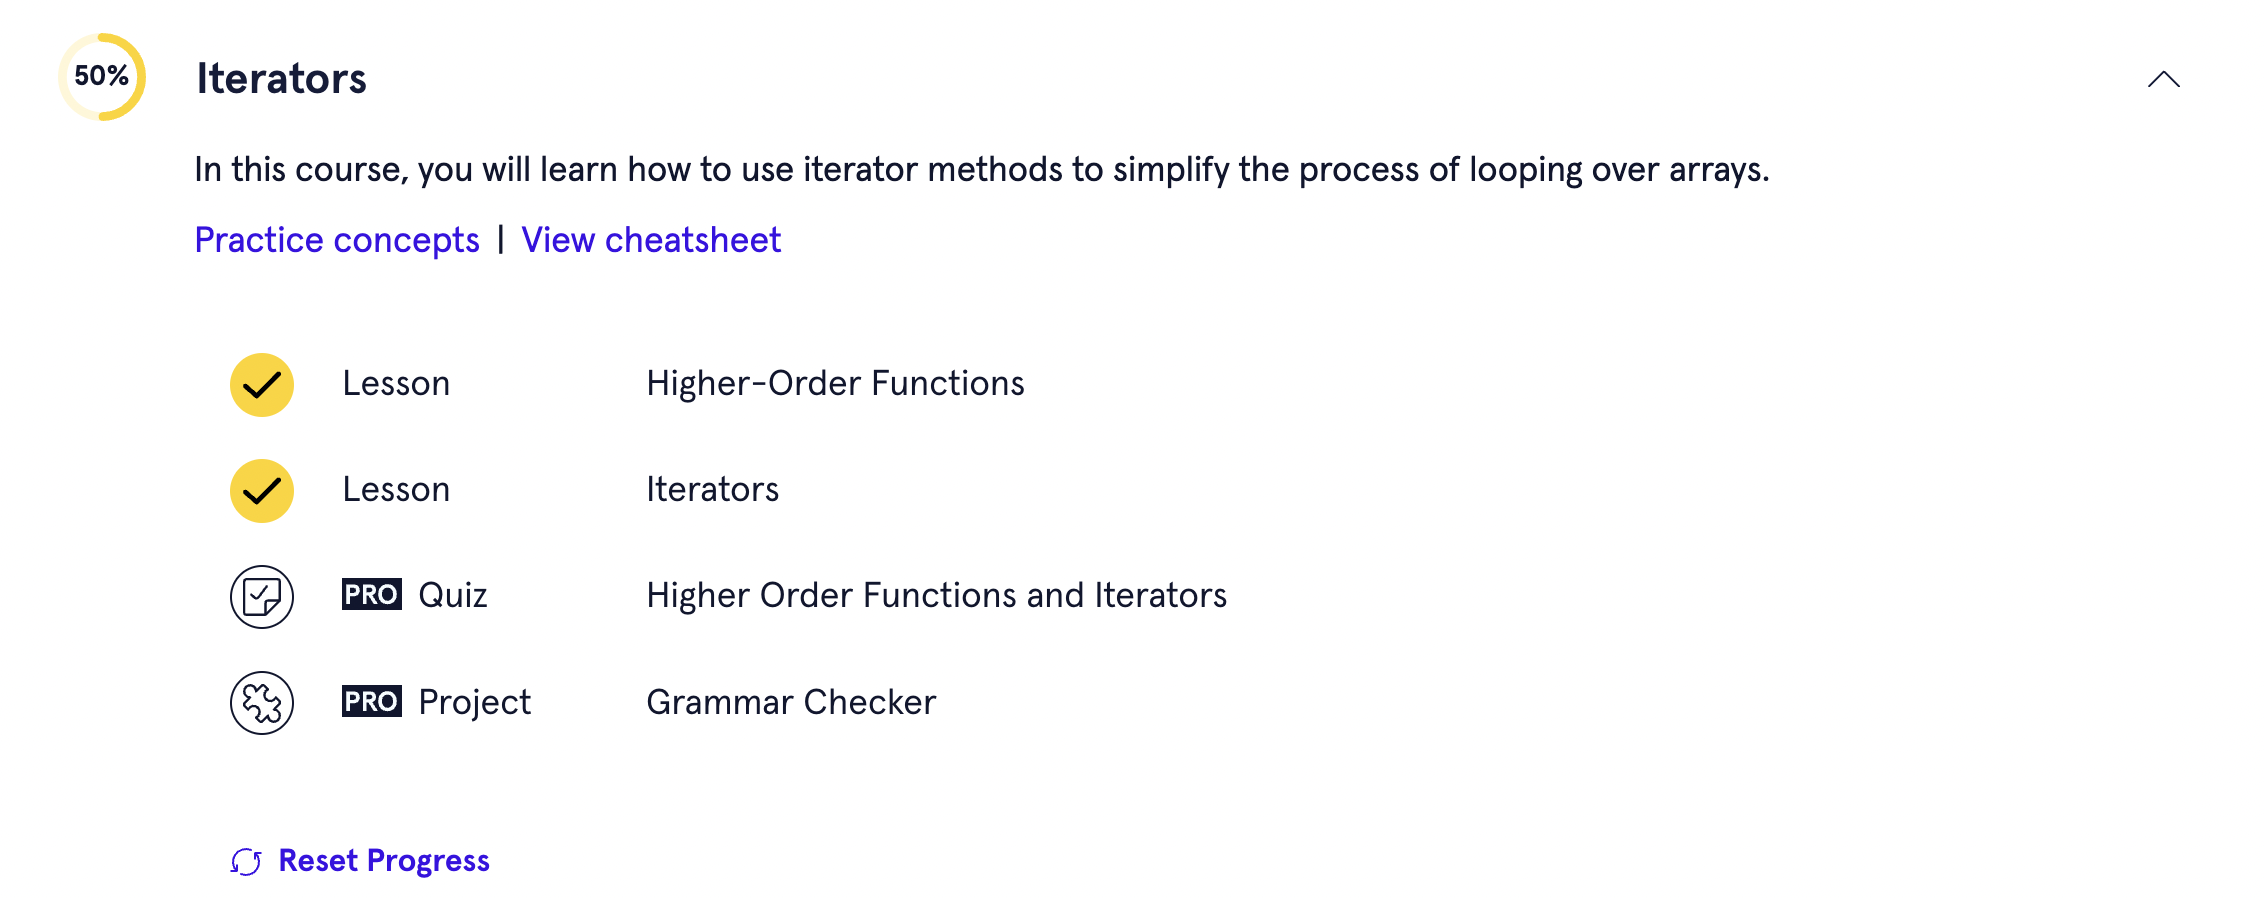 50% Iterators
In this course, you will learn how to use iterator methods to simplify the process of looping over arrays.
Practice concepts | View cheatsheet
Lesson Higher-Order Functions
Lesson Iterators
PRO Quiz Higher Order Functions and Iterators
PRO Project Grammar Checker
Reset Progress